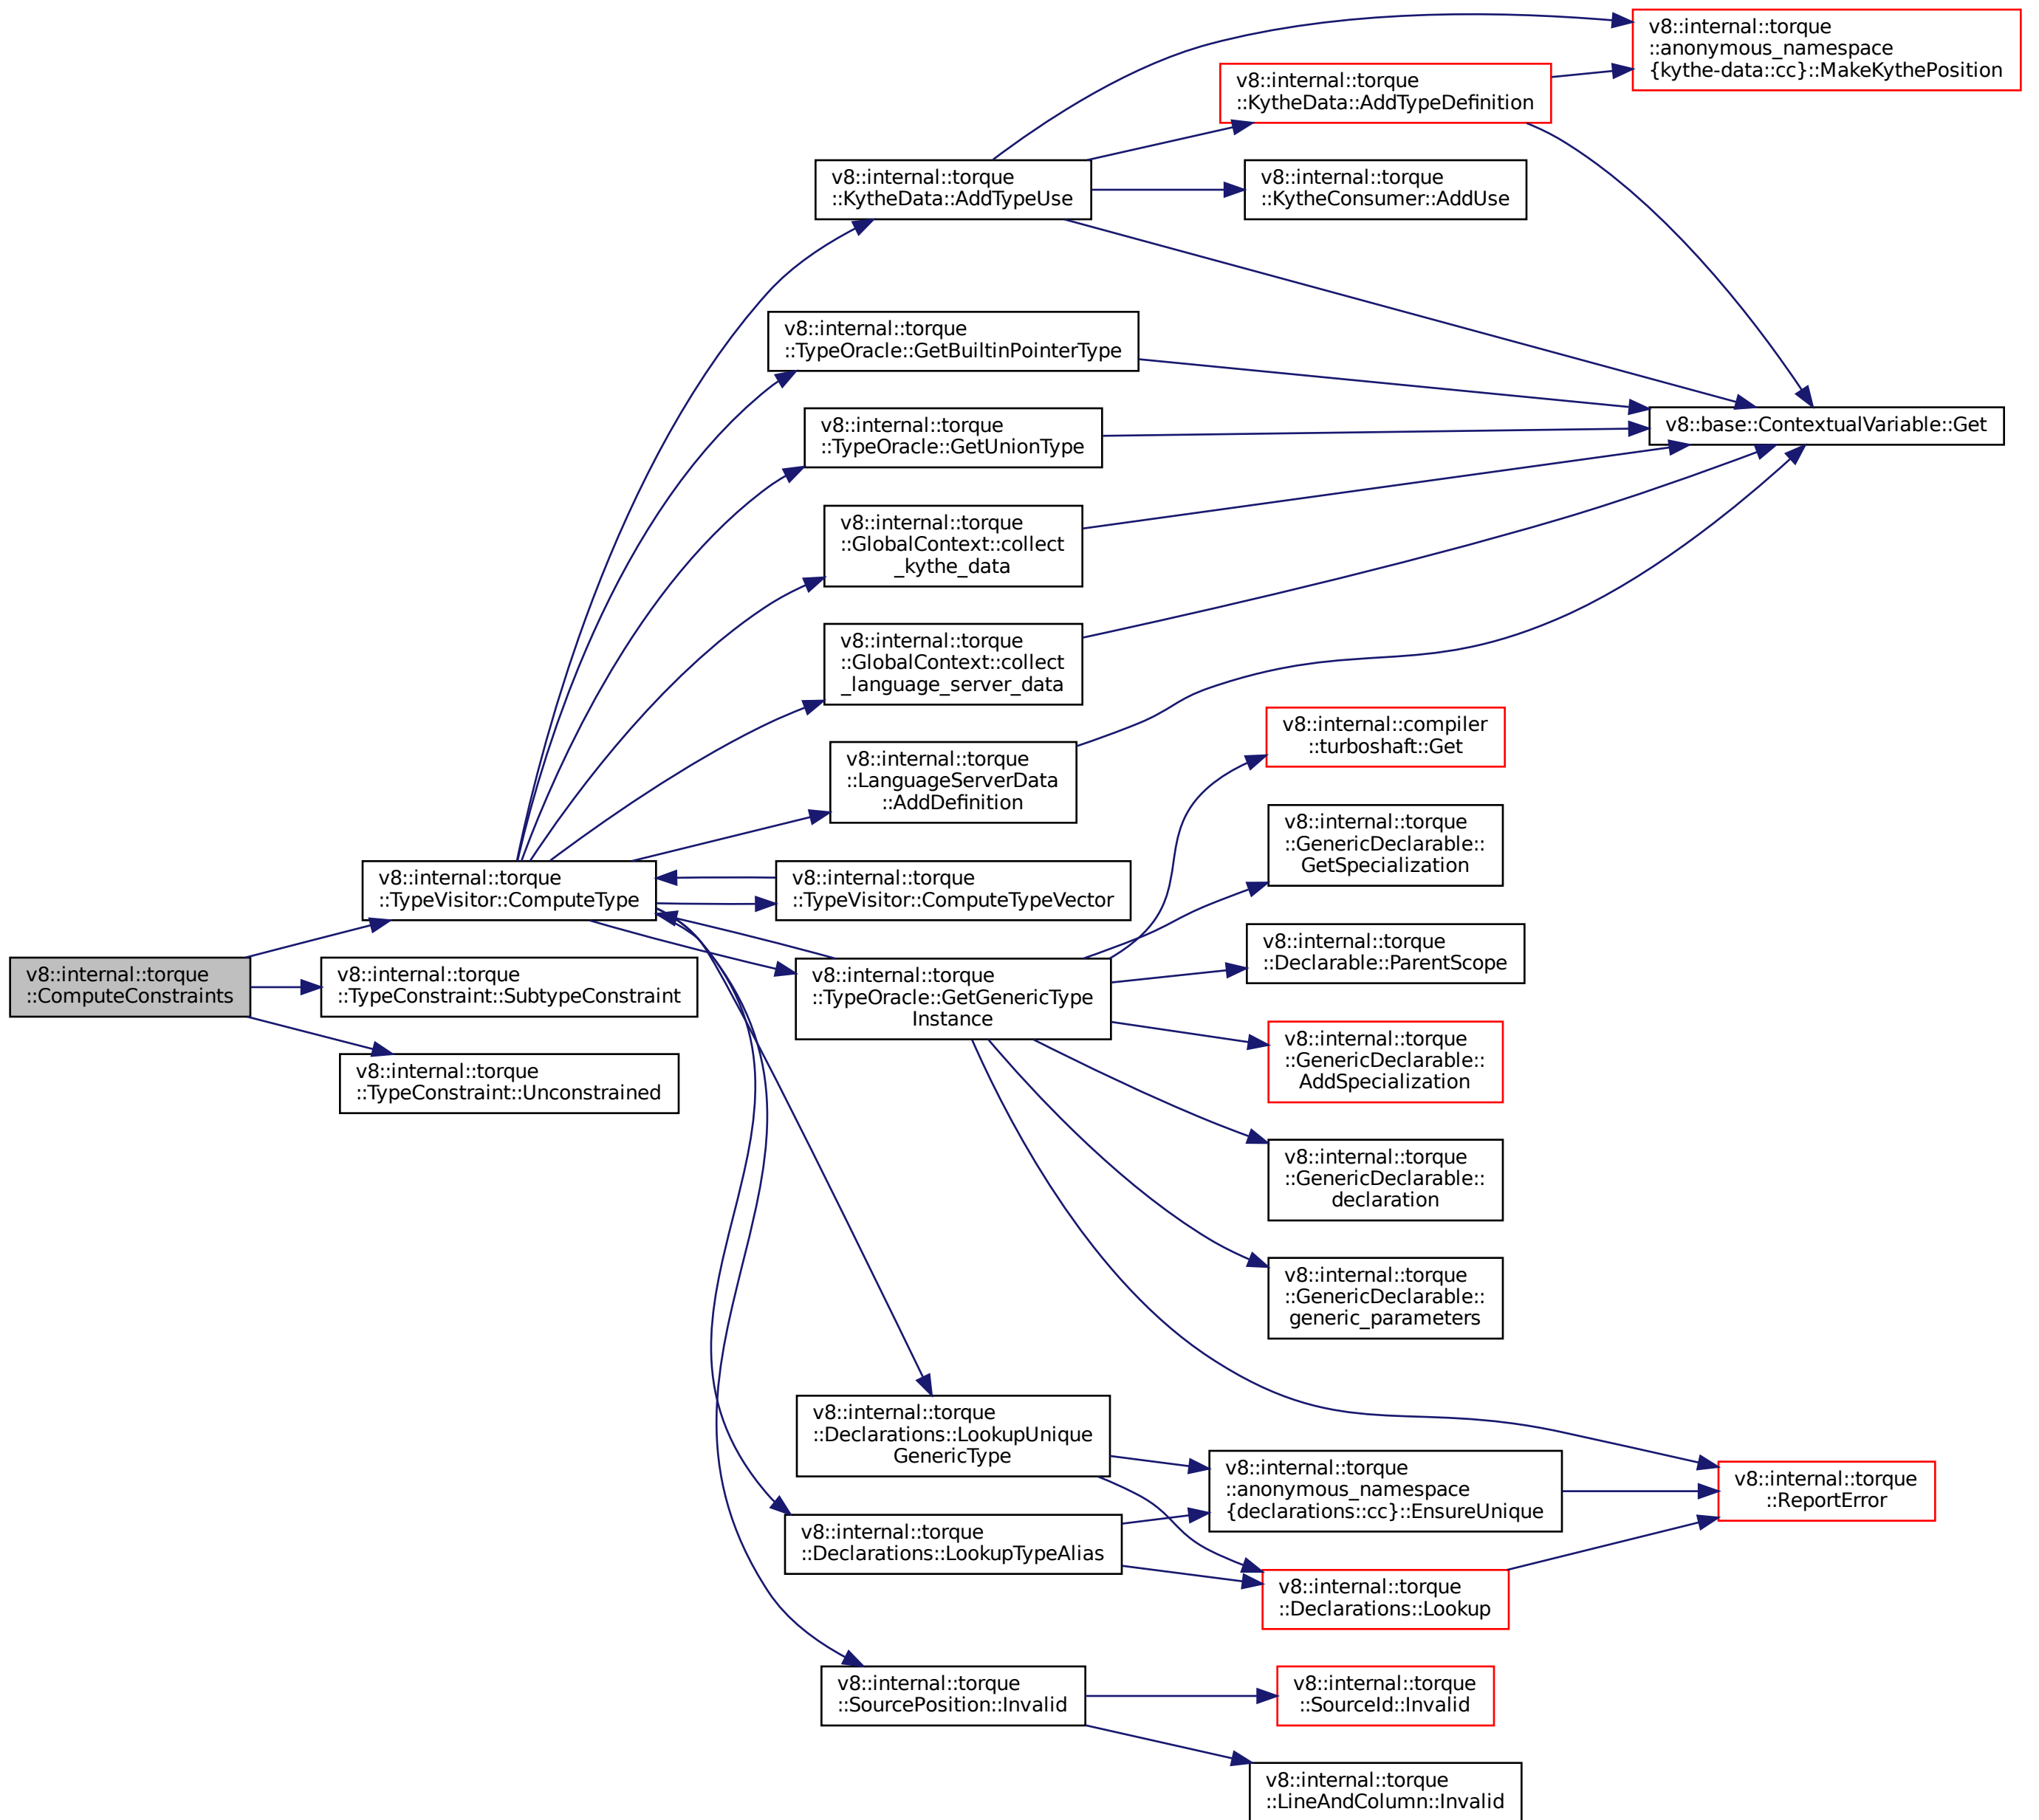 v8::internal::torque
::anonymous_namespace
{kythe-data::cc}::MakeKythePosition
v8::internal::torque
::KytheData::AddTypeDefinition
v8::internal::torque
::KytheData::AddTypeUse
v8::internal::torque
::KytheConsumer::AddUse
v8::internal::torque
::TypeOracle::GetBuiltinPointerType
v8::internal::torque
::TypeOracle::GetUnionType
v8::base::ContextualVariable::Get
v8::internal::torque
::GlobalContext::collect
_kythe_data
v8::internal::torque
::GlobalContext::collect
_language_server_data
v8::internal::torque
::LanguageServerData
::AddDefinition
v8::internal::compiler
::turboshaft::Get
v8::internal::torque
::GenericDeclarable::
GetSpecialization
v8::internal::torque
::TypeVisitor::ComputeType
v8::internal::torque
::TypeVisitor::ComputeTypeVector
v8::internal::torque
::Declarable::ParentScope
v8::internal::torque
::ComputeConstraints
v8::internal::torque
::TypeConstraint::SubtypeConstraint
v8::internal::torque
::TypeOracle::GetGenericType
Instance
v8::internal::torque
::GenericDeclarable::
AddSpecialization
v8::internal::torque
::TypeConstraint::Unconstrained
v8::internal::torque
::GenericDeclarable::
declaration
v8::internal::torque
::GenericDeclarable::
generic_parameters
v8::internal::torque
::Declarations::LookupUnique
GenericType
v8::internal::torque
::anonymous_namespace
{declarations::cc}::EnsureUnique
v8::internal::torque
::ReportError
v8::internal::torque
::Declarations::LookupTypeAlias
v8::internal::torque
::Declarations::Lookup
v8::internal::torque
::SourcePosition::Invalid
v8::internal::torque
::SourceId::Invalid
v8::internal::torque
::LineAndColumn::Invalid